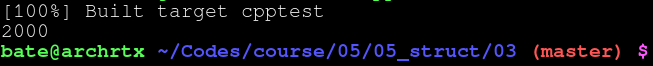 [100%] Built target cpptest
2000
bate@archrtx ~/Codes/course/05/05_struct/03 (master) $